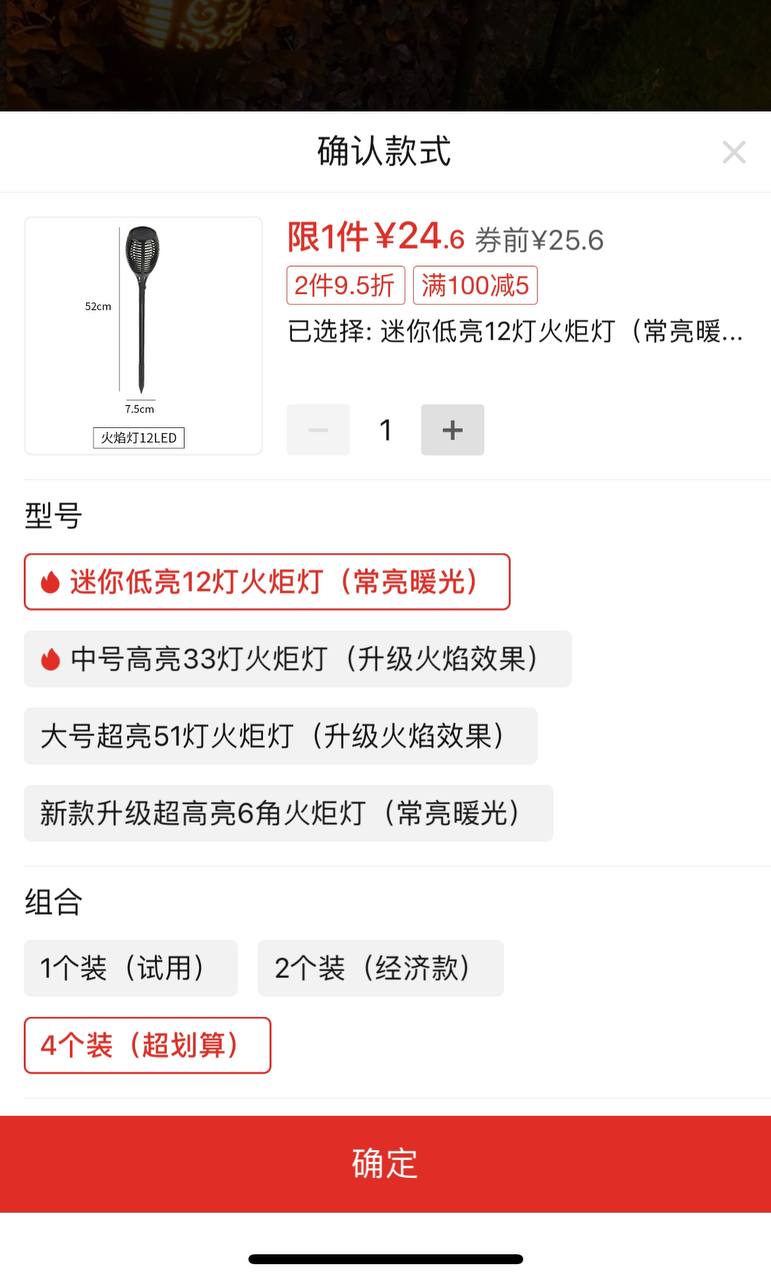 确认款式
限1件¥24.6 券前¥25.6
2件9.5折 满100减5
已选择: 迷你低亮12灯火炬灯（常亮暖...
1
52cm
7.5cm
火焰灯12LED
型号
迷你低亮12灯火炬灯（常亮暖光）
中号高亮33灯火炬灯（升级火焰效果）
大号超亮51灯火炬灯（升级火焰效果）
新款升级超高亮6角火炬灯（常亮暖光）
组合
1个装（试用） 2个装（经济款）
4个装（超划算）
确定